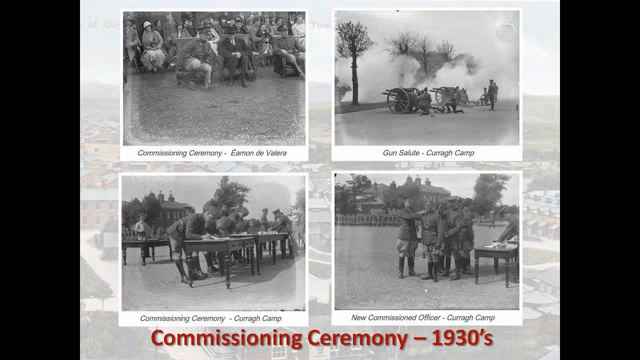 Commissioning Ceremony - Éamon de Valera
Gun Salute - Curragh Camp
Commissioning Ceremony - Curragh Camp
New Commissioned Officer - Curragh Camp
Commissioning Ceremony – 1930's